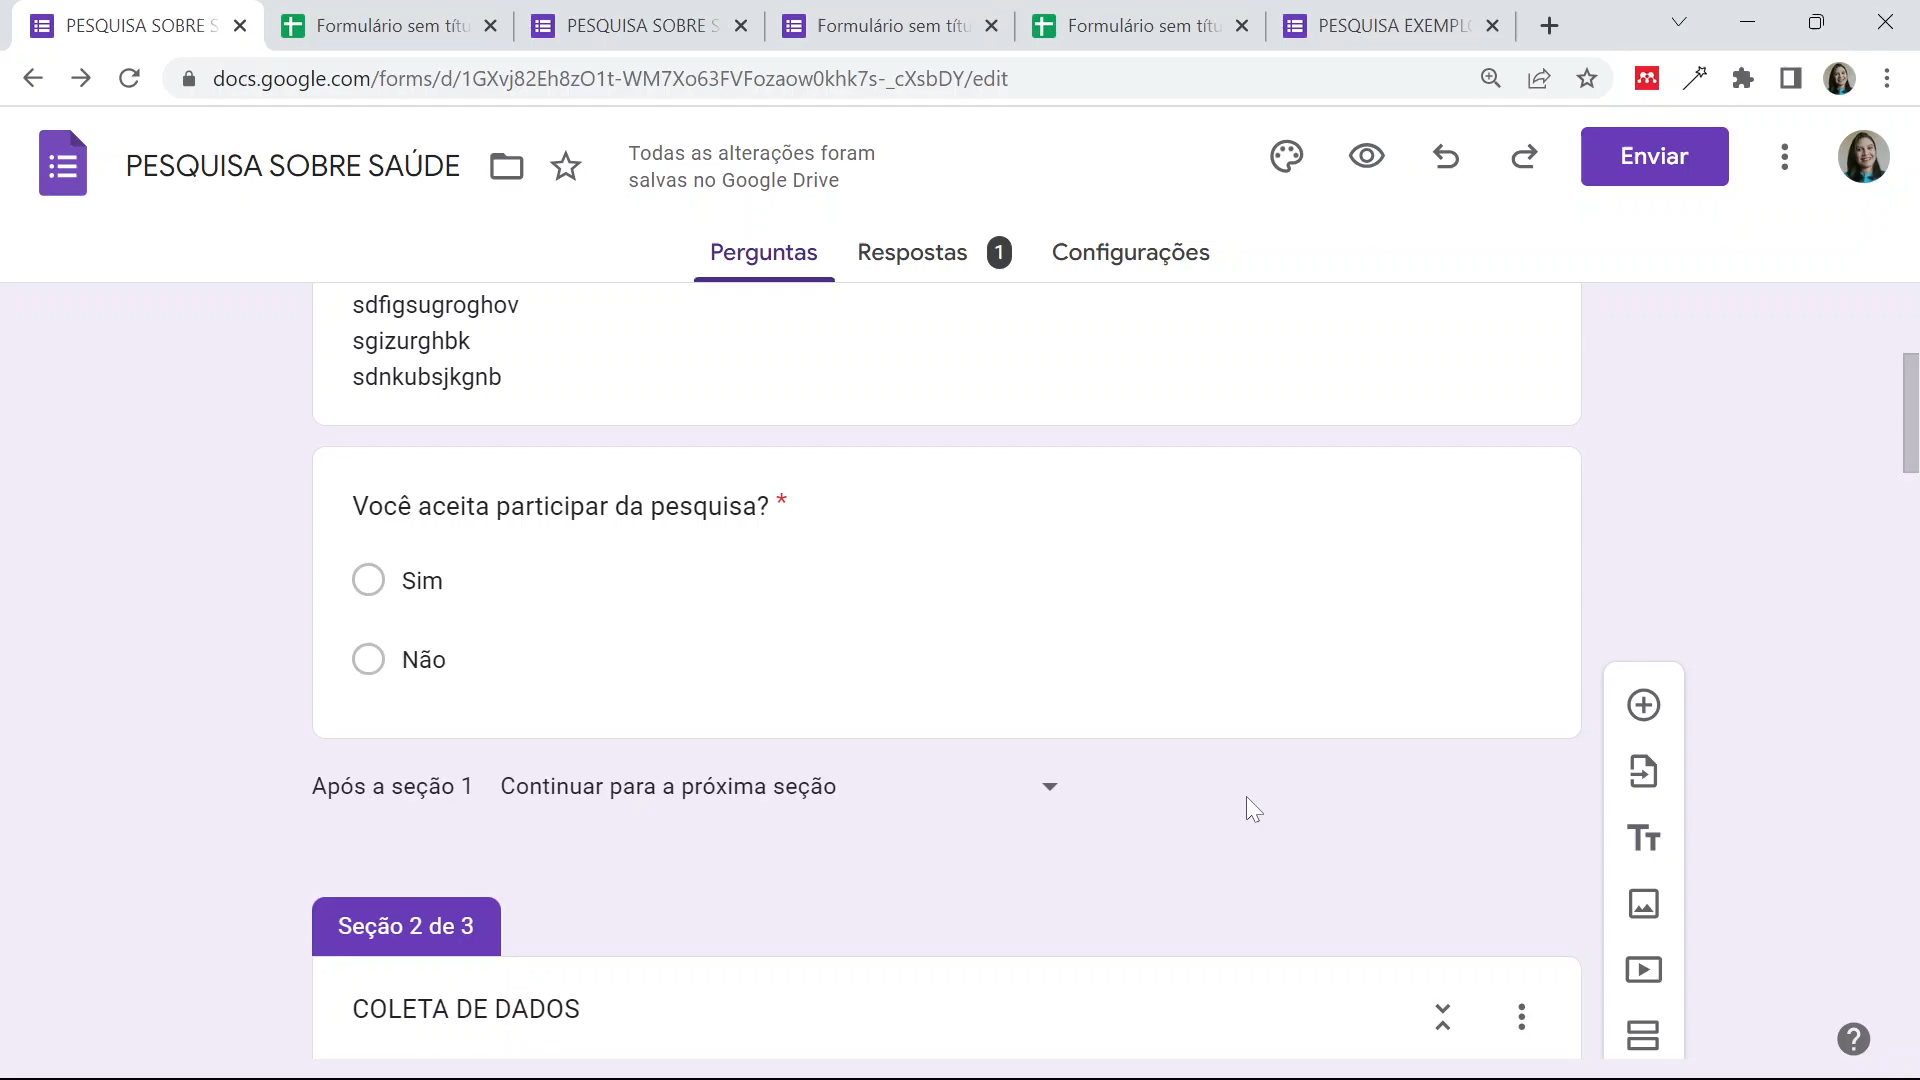 PESQUISA SOBRE S
Formulário sem títu
PESQUISA SOBRE S
Formulário sem títu
Formulário sem títu
PESQUISA EXEMPL
docs.google.com/forms/d/1GXvj82Eh8zO1t-WM7Xo63FVFozaow0khk7s-_cXsbDY/edit
PESQUISA SOBRE SAÚDE
Todas as alterações foram
salvas no Google Drive
Enviar
Perguntas
Respostas 1
Configurações
sdfigsugroghov
sgizurghbk
sdnkubsjkgnb
Você aceita participar da pesquisa? *
Sim
Não
Após a seção 1 Continuar para a próxima seção
Tт
Seção 2 de 3
COLETA DE DADOS